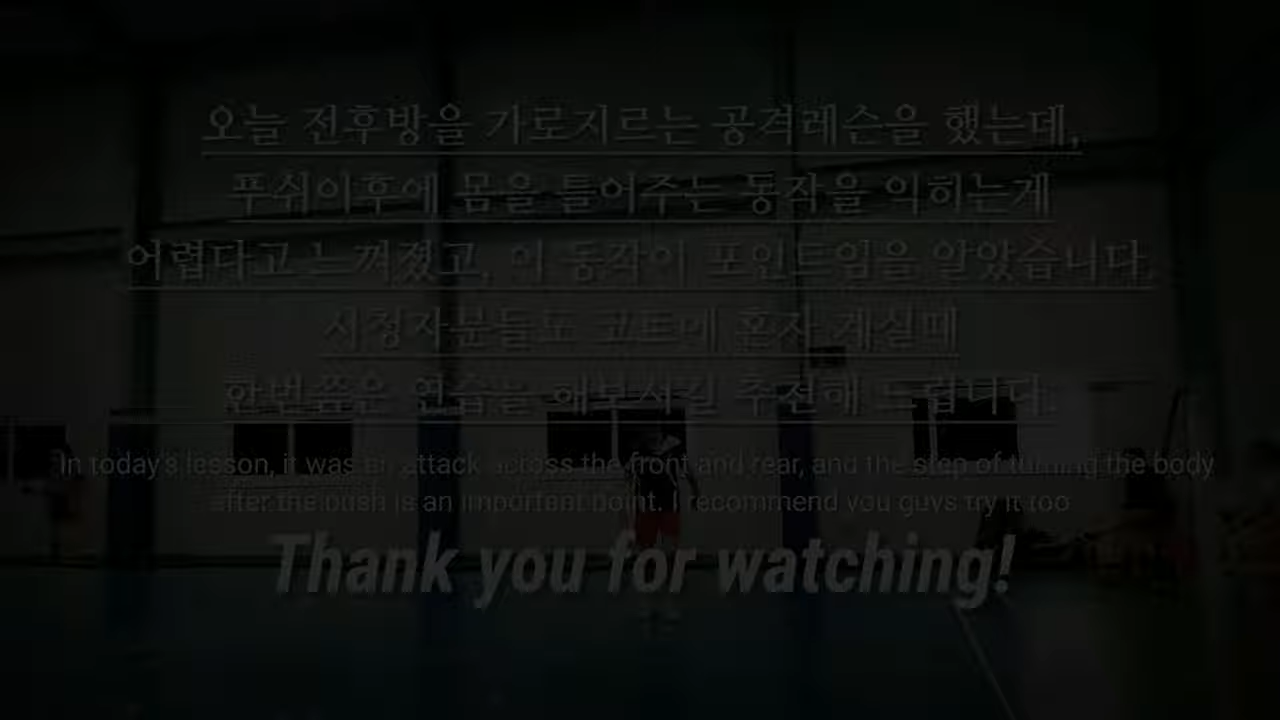 오늘 전후방을 가로지르는 공격레슨을 했는데,
푸쉬이후에 몸을 틀어주는 동작을 익히는게
어렵다고 느껴졌고, 이 동작이 포인트임을 알았습니다.
시청자분들도 코트에 혼자 계실때
한번쯤은 연습을 해보시길 추천해 드립니다.
In today's lesson, it was an attack across the front and rear, and the step of turning the body
after the push is an important point. I recommend you guys try it too
Thank you for watching!